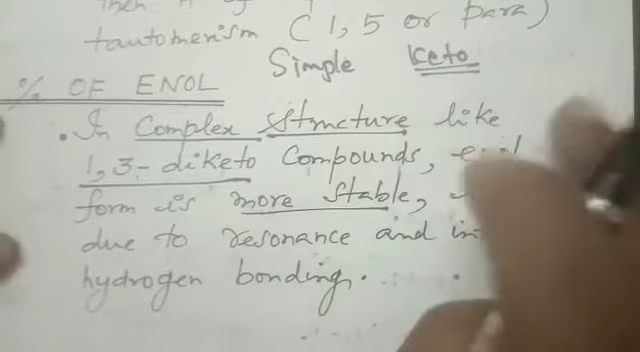 tautomerism ( 1, 5 or para )
Simple Keto
% OF ENOL
• In Complex structure like
1, 3 - diketo Compounds,
form is more stable,
due to resonance and
hydrogen bonding.